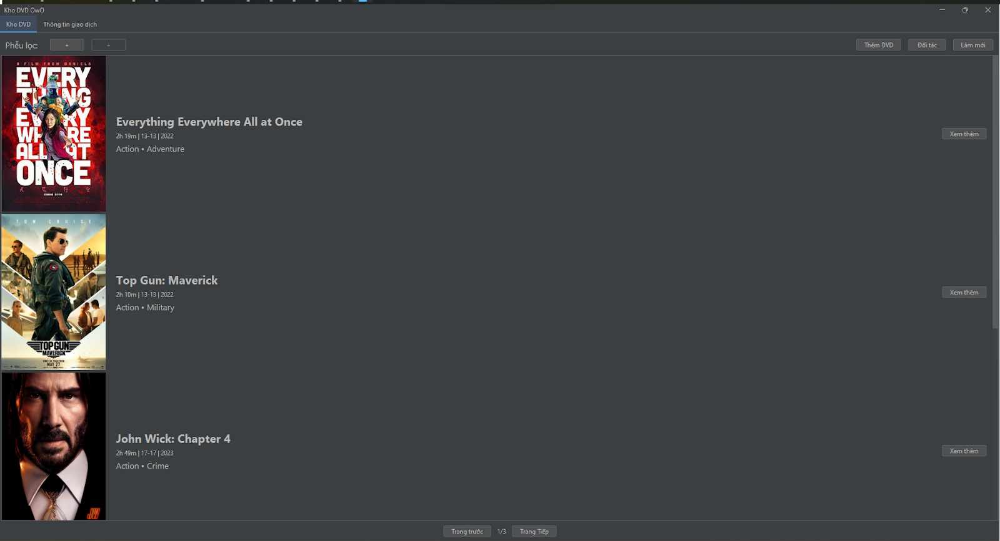 Kho DVD OwO
Kho DVD Thông tin giao dịch
Phễu lọc: + +
Thêm DVD Đối tác Làm mới
A FILM FROM DANIELS
EVERY
THING
EVERY
WHERE
ALL AT
ONCE
COMING SOON
Everything Everywhere All at Once
2h 19m | 13-13 | 2022
Action • Adventure
Xem thêm
TOM CRUISE
TOP GUN
MAVERICK
ONLY IN THEATRES
MAY 27
Top Gun: Maverick
2h 10m | 13-13 | 2022
Action • Military
Xem thêm
John Wick: Chapter 4
2h 49m | 17-17 | 2023
Action • Crime
Xem thêm
Trang trước 1/3 Trang Tiếp